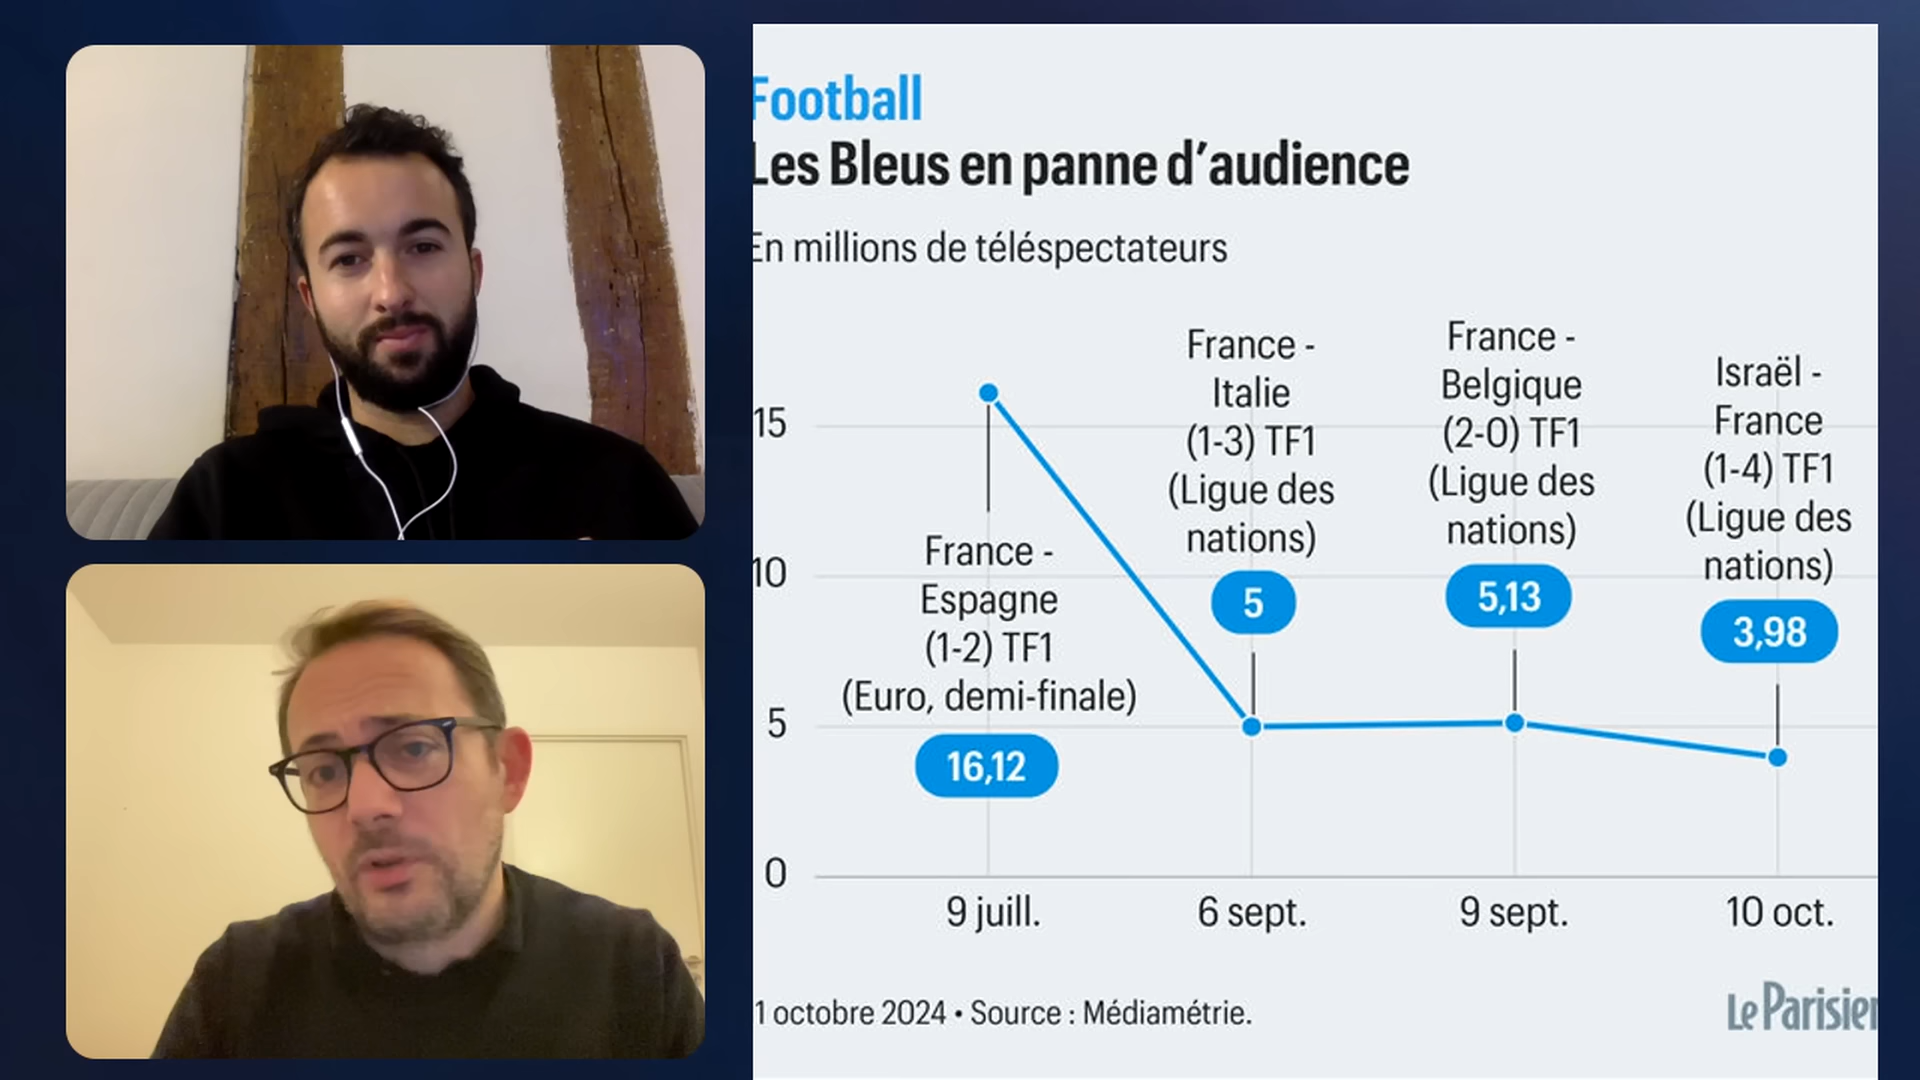 Football
Les Bleus en panne d’audience
En millions de téléspectateurs
15
10
5
0
France -
Espagne
(1-2) TF1
(Euro, demi-finale)
16,12
France -
Italie
(1-3) TF1
(Ligue des
nations)
5
France -
Belgique
(2-0) TF1
(Ligue des
nations)
5,13
Israël -
France
(1-4) TF1
(Ligue des
nations)
3,98
9 juill.
6 sept.
9 sept.
10 oct.
1 octobre 2024 • Source : Médiamétrie.
Le Parisien